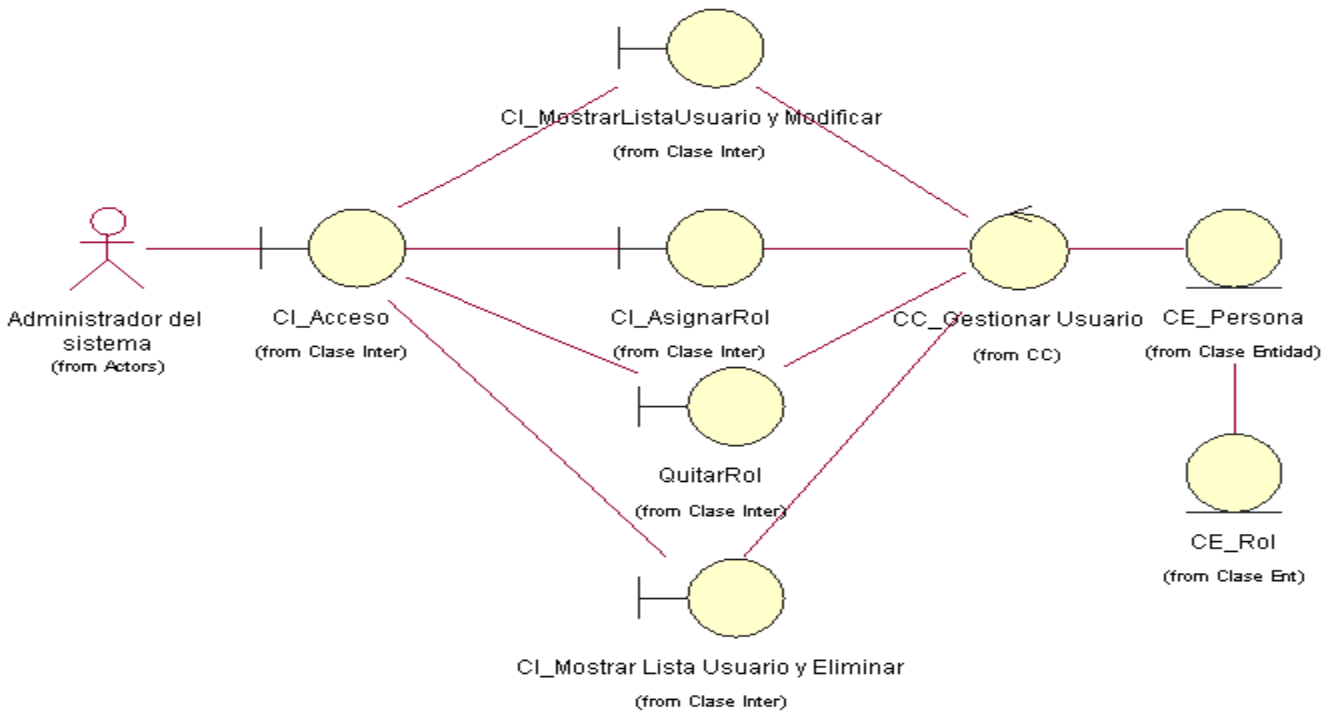 CI_MostrarListaUsuario y Modificar
(from Clase Inter)
Administrador del
sistema
(from Actors)
CI_Acceso
(from Clase Inter)
CI_AsignarRol
(from Clase Inter)
CC_Gestionar Usuario
(from CC)
CE_Persona
(from Clase Entidad)
QuitarRol
(from Clase Inter)
CE_Rol
(from Clase Ent)
CI_Mostrar Lista Usuario y Eliminar
(from Clase Inter)